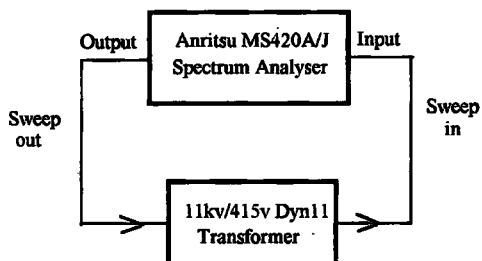 Output
Anritsu MS420A/J
Spectrum Analyser
Input
Sweep
out
Sweep
in
11kv/415v Dyn11
Transformer